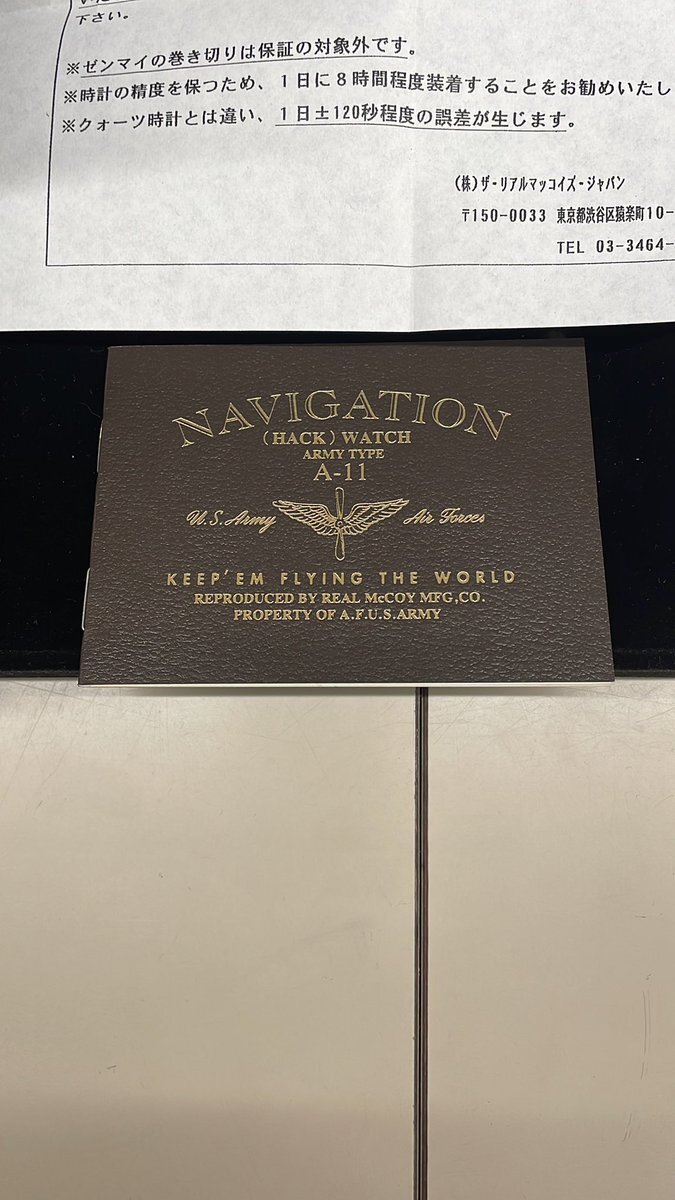 下さい。
※ゼンマイの巻き切りは保証の対象外です。
※時計の精度を保つため、1日に8時間程度装着することをお勧めいたし
※クォーツ時計とは違い、1日±120秒程度の誤差が生じます。
(株)ザ・リアルマッコイズ・ジャパン
〒150-0033 東京都渋谷区猿楽町10-
TEL 03-3464-
NAVIGATION
(HACK) WATCH
ARMY TYPE
A-11
U.S. Army Air Forces
KEEP'EM FLYING THE WORLD
REPRODUCED BY REAL McCOY MFG,CO.
PROPERTY OF A.F.U.S.ARMY